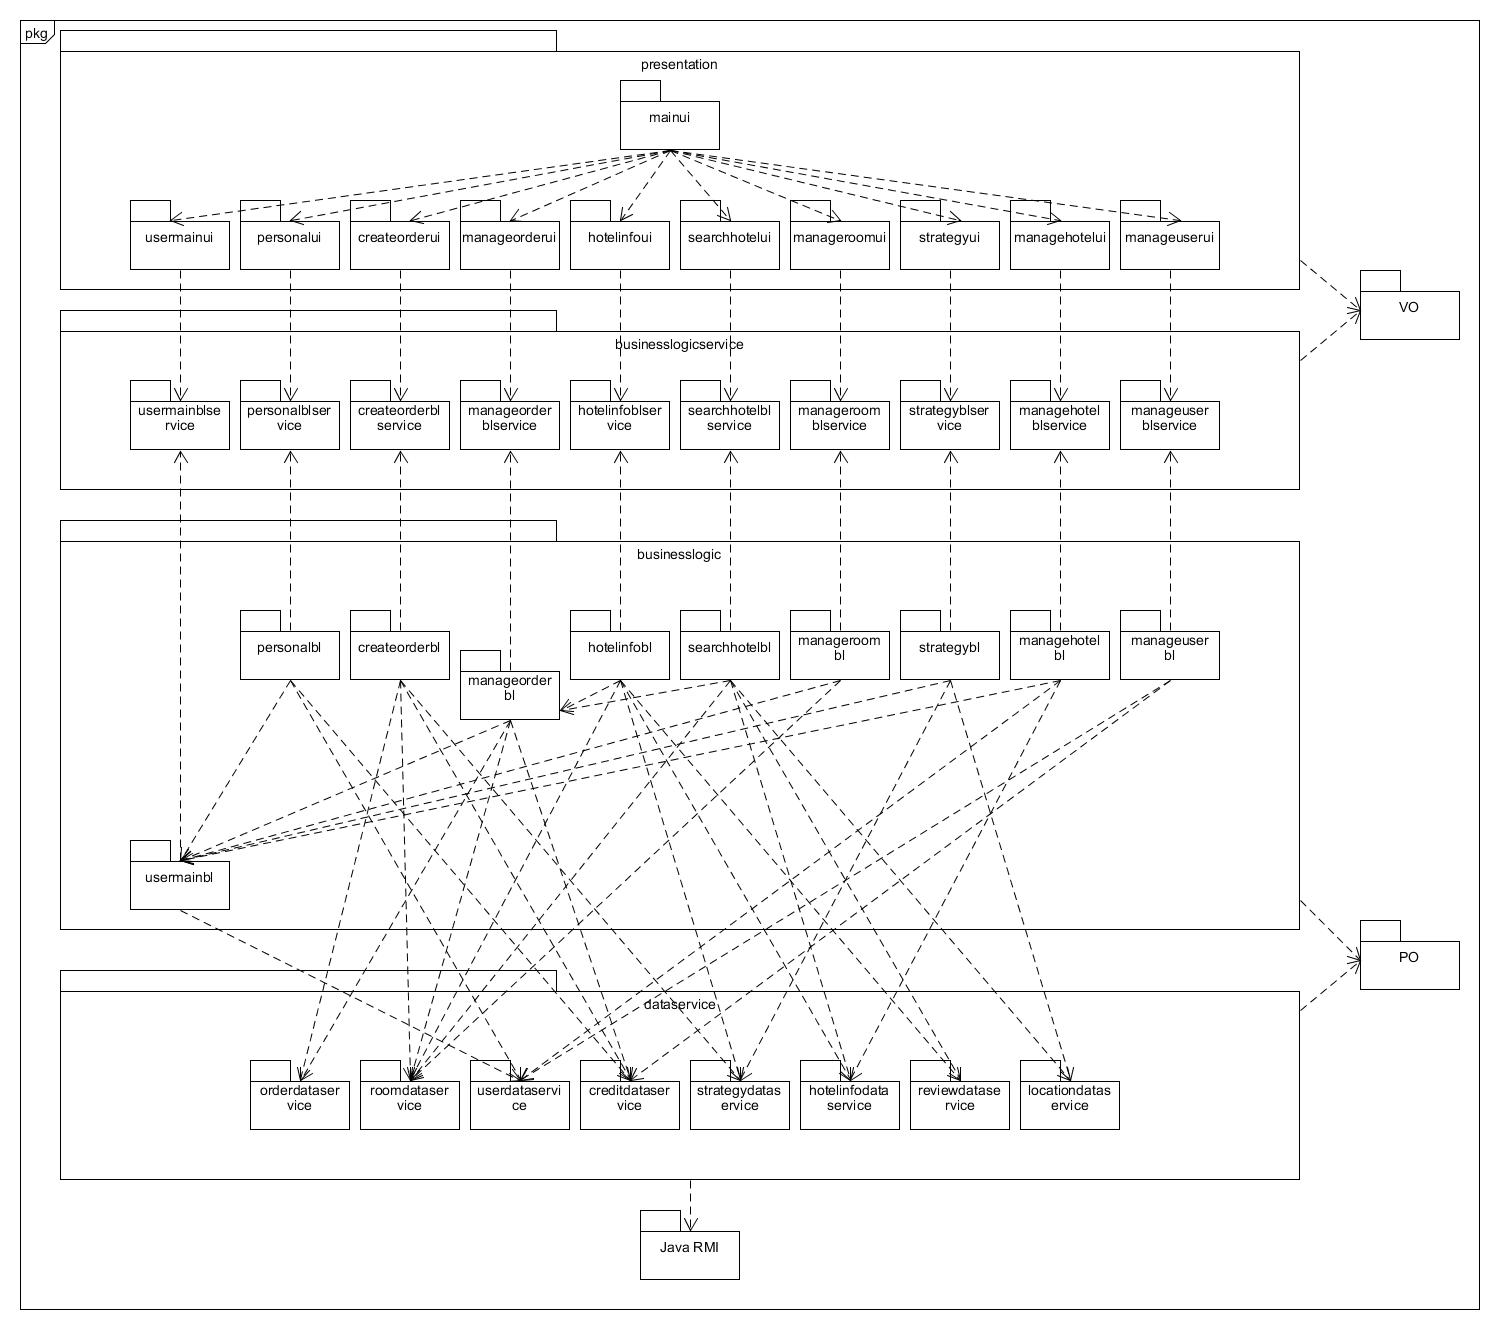 pkg
presentation
mainui
usermainui
personalui
createorderui
manageorderui
hotelinfoui
searchhotelui
manageroomui
strategyui
managehotelui
manageuserui
VO
businesslogicservice
usermainblse
rvice
personalblser
vice
createorderbl
service
manageorder
blservice
hotelinfoblser
vice
searchhotelbl
service
manageroom
blservice
strategyblser
vice
managehotel
blservice
manageuser
blservice
businesslogic
personalbl
createorderbl
manageorder
bl
hotelinfobl
searchhotelbl
manageroom
bl
strategybl
managehotel
bl
manageuser
bl
usermainbl
PO
dataservice
orderdataser
vice
roomdataser
vice
userdataservi
ce
creditdataser
vice
strategydatas
ervice
hotelinfodata
service
reviewdatase
rvice
locationdatas
ervice
Java RMI